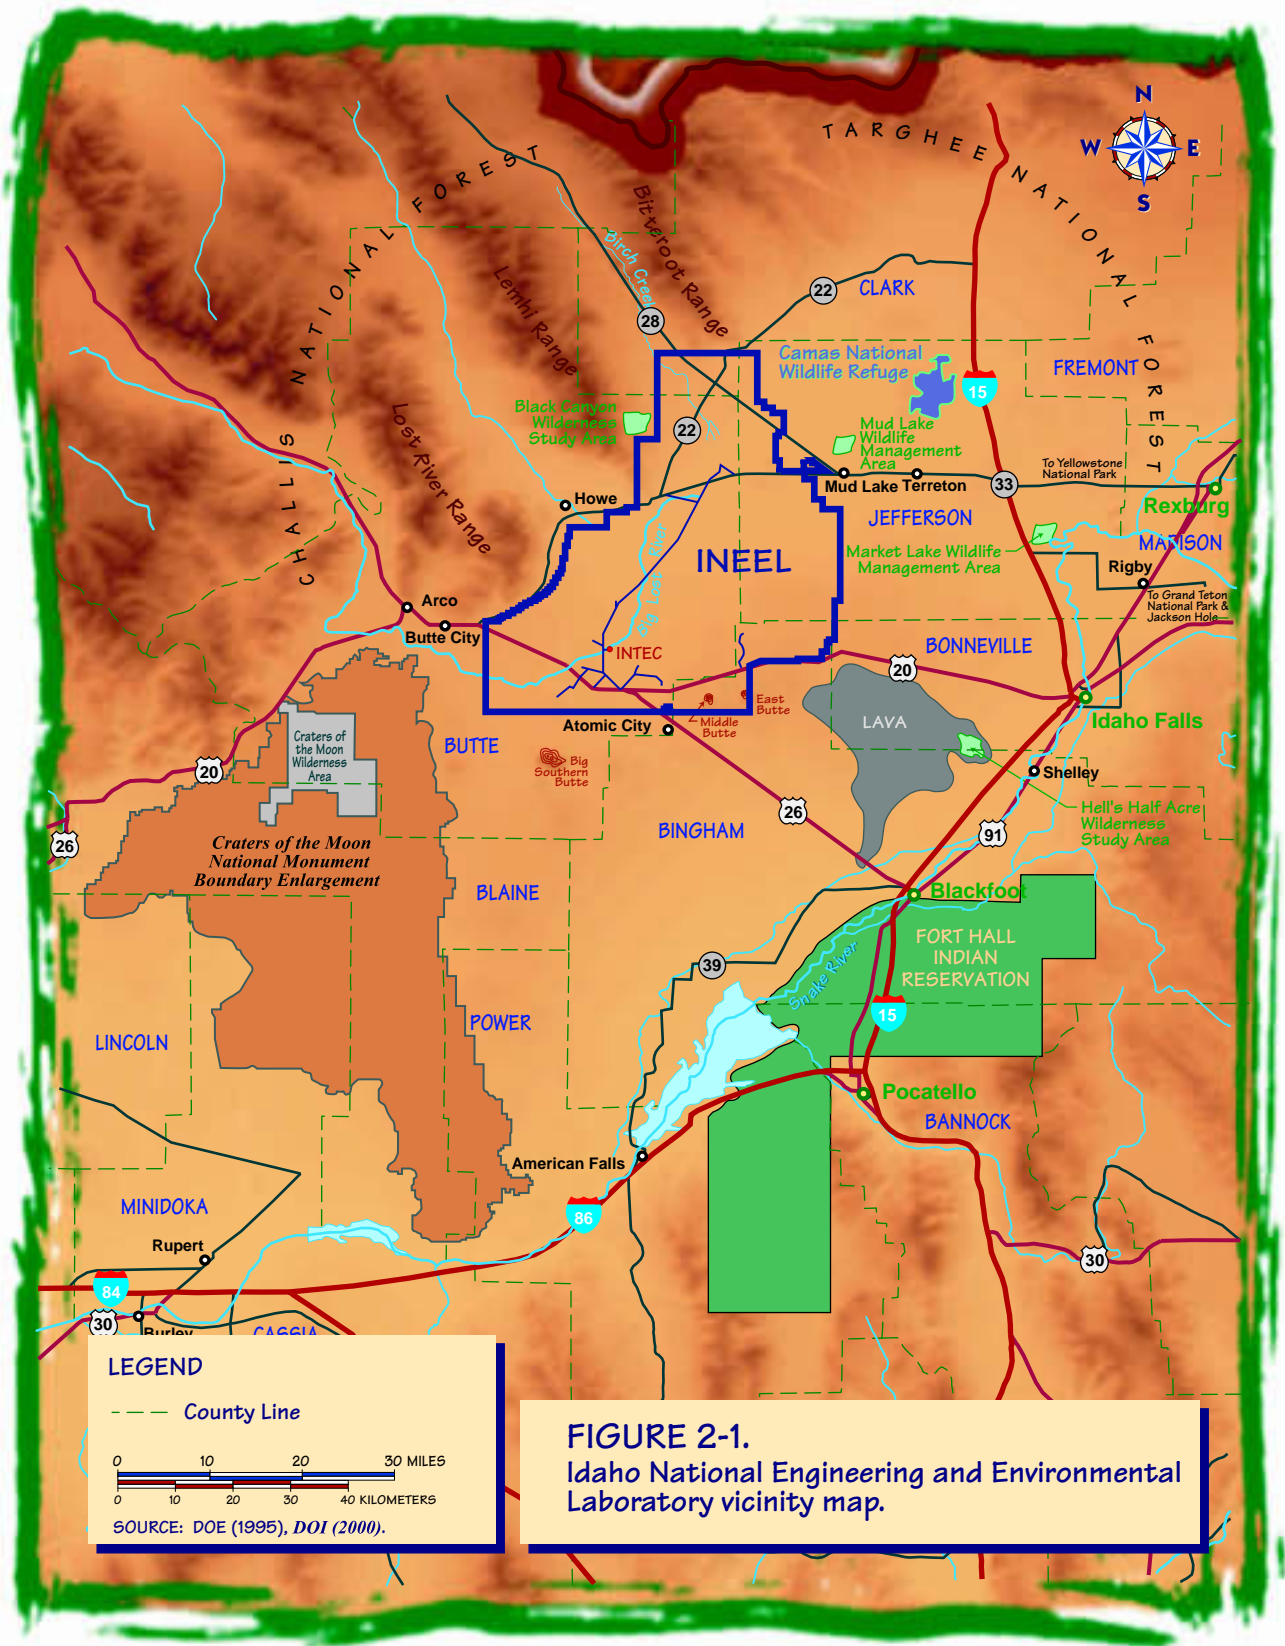 N
W
E
S
TARGHEE NATIONAL FOREST
CHALLIS NATIONAL FOREST
Bitteroot Range
Birch Creek
Lemhi Range
Lost River Range
22
CLARK
28
Camas National
Wildlife Refuge
FREMONT
15
Black Canyon
Wilderness
Study Area
22
Mud Lake
Wildlife
Management
Area
To Yellowstone
National Park
Mud Lake
Terreton
33
Rexburg
Howe
JEFFERSON
MADISON
Big Lost River
INEEL
Market Lake Wildlife
Management Area
Rigby
To Grand Teton
National Park &
Jackson Hole
Arco
Butte City
INTEC
BONNEVILLE
20
East
Butte
Middle
Butte
Atomic City
LAVA
Idaho Falls
Craters of
the Moon
Wilderness
Area
BUTTE
Big
Southern
Butte
20
Shelley
26
26
BINGHAM
91
Hell's Half Acre
Wilderness
Study Area
Craters of the Moon
National Monument
Boundary Enlargement
BLAINE
Blackfoot
FORT HALL
INDIAN
RESERVATION
39
Snake River
15
POWER
LINCOLN
Pocatello
BANNOCK
American Falls
MINIDOKA
86
Rupert
30
84
30
Burley
CASSIA
LEGEND
County Line
0 10 20 30 MILES
0 10 20 30 40 KILOMETERS
SOURCE: DOE (1995), DOI (2000).
FIGURE 2-1.
Idaho National Engineering and Environmental
Laboratory vicinity map.